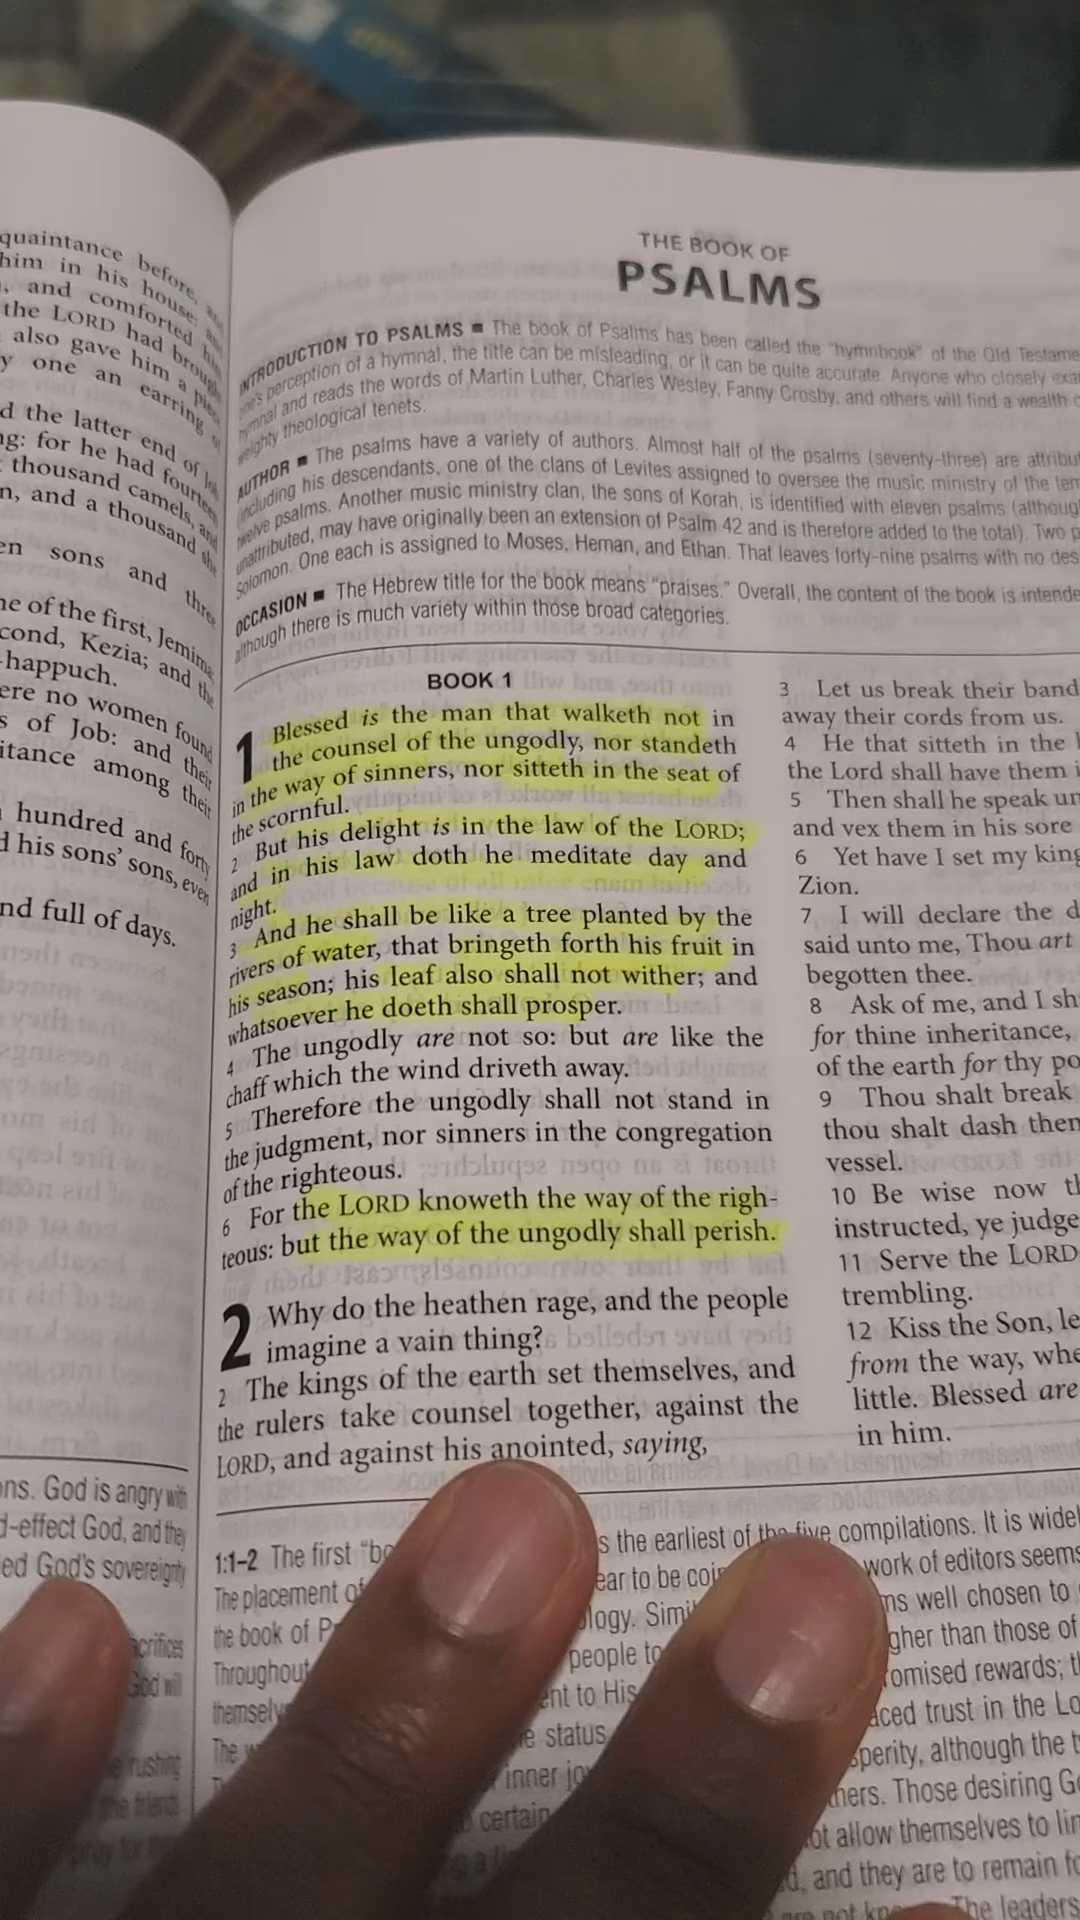 quaintance before,
him in his house:
and comforted
the LORD had
also gave him a
y one an earring
d the latter end of
ng: for he had fourteen
thousand camels, and
n, and a thousand she
en sons and three
ne of the first, Jemima;
cond, Kezia; and the
-happuch.
ere no women found
s of Job: and their
itance among their
hundred and forty
d his sons' sons, even
nd full of days.
ons. God is angry with
d-effect God, and they
ed God's sovereignty
God will
THE BOOK OF
PSALMS
INTRODUCTION TO PSALMS ■ The book of Psalms has been called the "hymnbook" of the Old Testame
one's perception of a hymnal, the title can be misleading, or it can be quite accurate. Anyone who closely exa
hymnal and reads the words of Martin Luther, Charles Wesley, Fanny Crosby, and others will find a wealth
weighty theological tenets.
AUTHOR ■ The psalms have a variety of authors. Almost half of the psalms (seventy-three) are attribu
(including his descendants, one of the clans of Levites assigned to oversee the music ministry of the tem
twelve psalms. Another music ministry clan, the sons of Korah, is identified with eleven psalms (althoug
unattributed, may have originally been an extension of Psalm 42 and is therefore added to the total). Two p
Solomon. One each is assigned to Moses, Heman, and Ethan. That leaves forty-nine psalms with no des
OCCASION ■ The Hebrew title for the book means "praises." Overall, the content of the book is intende
although there is much variety within those broad categories.
BOOK 1
1 Blessed is the man that walketh not in
the counsel of the ungodly, nor standeth
in the way of sinners, nor sitteth in the seat of
the scornful.
2 But his delight is in the law of the LORD;
and in his law doth he meditate day and
night.
3 And he shall be like a tree planted by the
rivers of water, that bringeth forth his fruit in
his season; his leaf also shall not wither; and
whatsoever he doeth shall prosper.
4 The ungodly are not so: but are like the
chaff which the wind driveth away.
5 Therefore the ungodly shall not stand in
the judgment, nor sinners in the congregation
of the righteous.
6 For the LORD knoweth the way of the righ-
teous: but the way of the ungodly shall perish.
2 Why do the heathen rage, and the people
imagine a vain thing?
2 The kings of the earth set themselves, and
the rulers take counsel together, against the
LORD, and against his anointed, saying,
3 Let us break their band
away their cords from us.
4 He that sitteth in the
the Lord shall have them i
5 Then shall he speak un
and vex them in his sore
6 Yet have I set my king
Zion.
7 I will declare the d
said unto me, Thou art
begotten thee.
8 Ask of me, and I sh
for thine inheritance,
of the earth for thy po
9 Thou shalt break
thou shalt dash them
vessel.
10 Be wise now th
instructed, ye judge
11 Serve the LORD
trembling.
12 Kiss the Son, le
from the way, whe
little. Blessed are
in him.
1:1–2 The first "bo s the earliest of the five compilations. It is widel
The placement of ear to be coi work of editors seems
the book of P ology. Simi ns well chosen to
Throughout people to gher than those of
themselv ent to His omised rewards; th
The status aced trust in the Lo
inner jo sperity, although the t
certain hers. Those desiring Go
ot allow themselves to lin
d, and they are to remain fo
The leaders